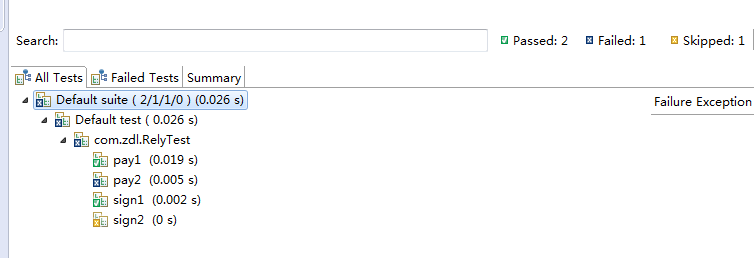 Search: Passed: 2 Failed: 1 Skipped: 1
All Tests Failed Tests Summary
Default suite ( 2/1/1/0 ) (0.026 s)
Failure Exception
Default test ( 0.026 s)
com.zdl.RelyTest
pay1 (0.019 s)
pay2 (0.005 s)
sign1 (0.002 s)
sign2 (0 s)